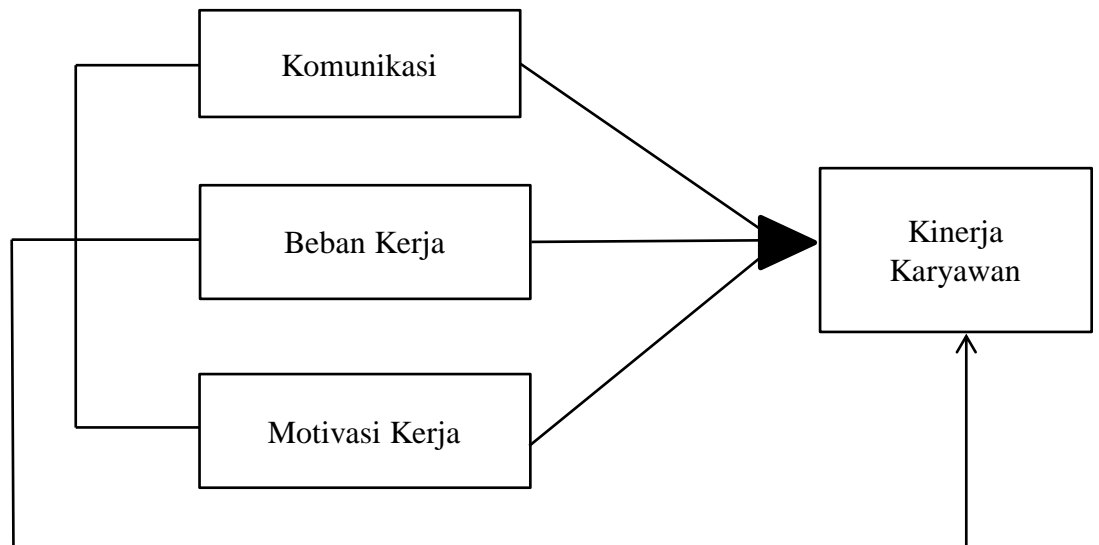 Komunikasi
Beban Kerja
Kinerja
Karyawan
Motivasi Kerja